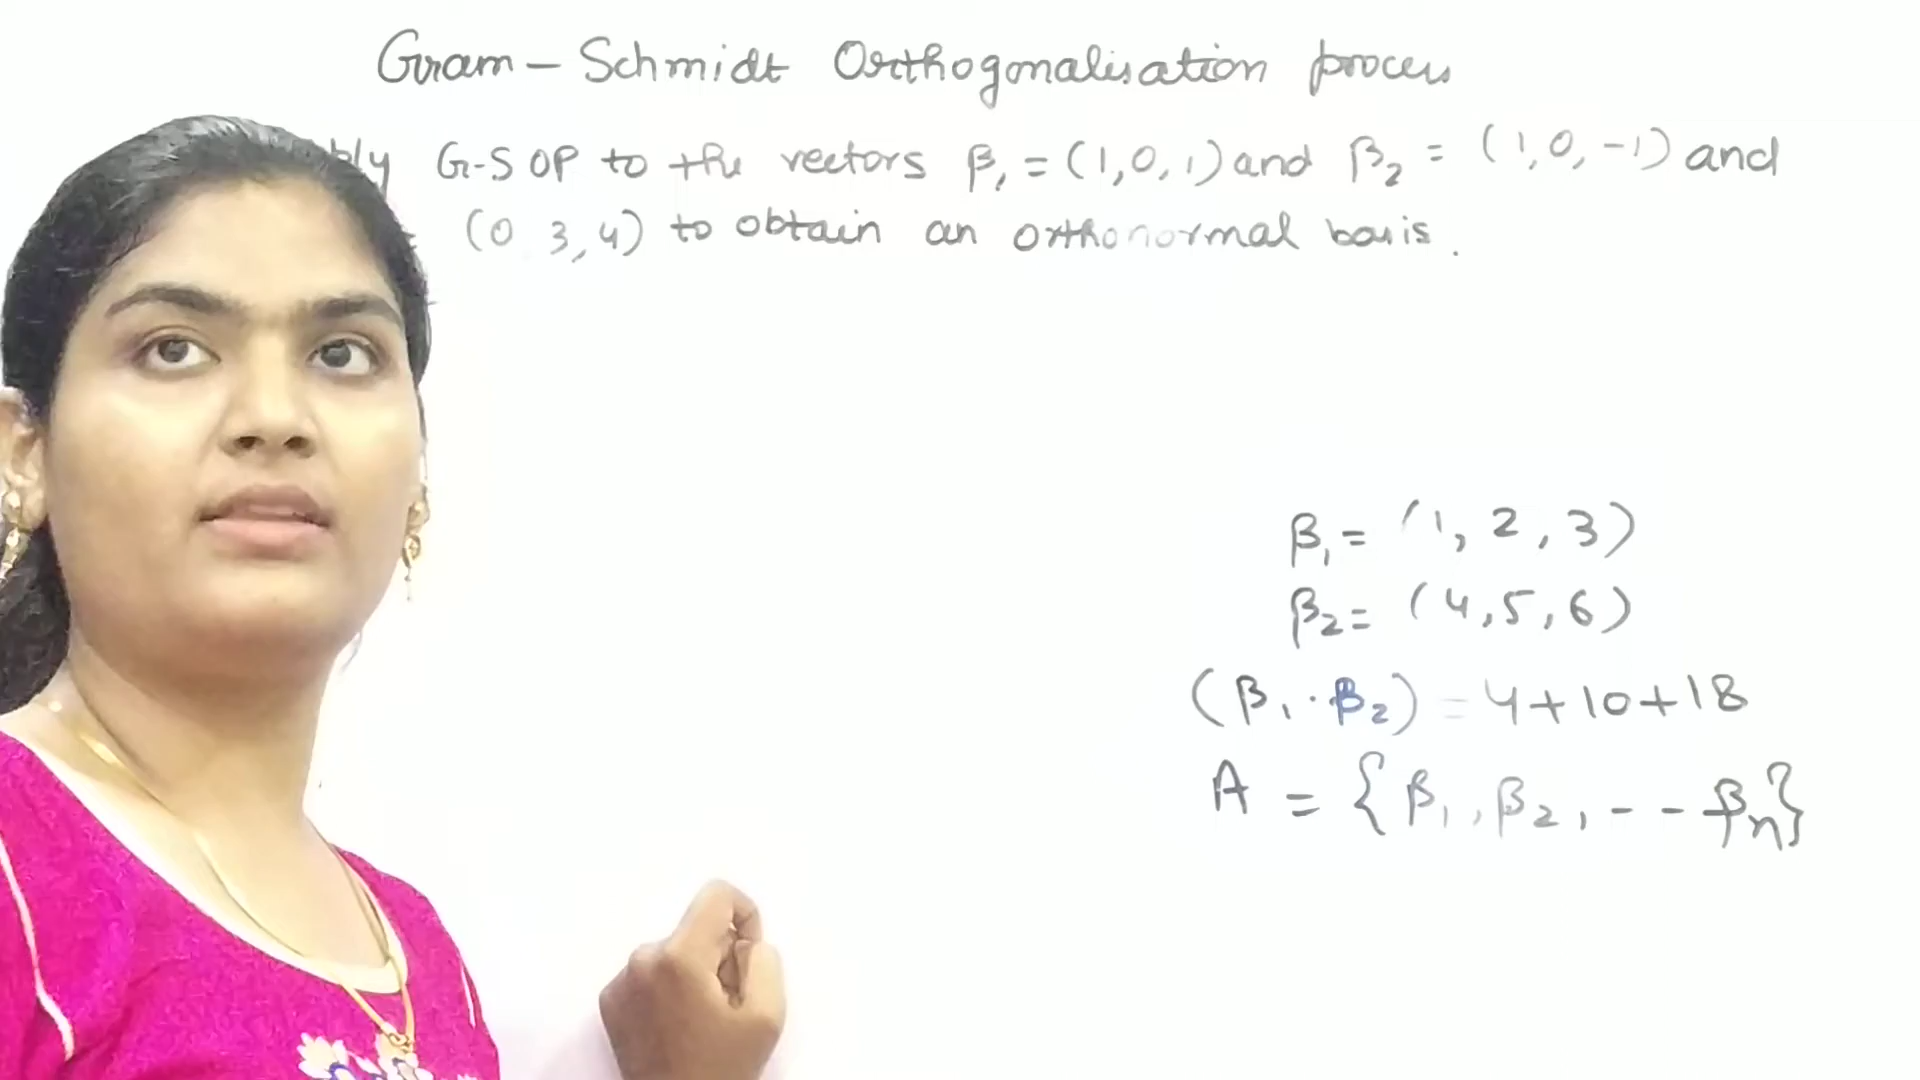 Gram - Schmidt Orthogonalisation process
G-S OP to the vectors β₁ = (1,0,1) and β₂ = (1,0,-1) and
(0 3,4) to obtain an orthonormal basis.
β₁ = (1, 2, 3)
β₂ = (4,5,6)
(β₁ · β₂) = 4+10+18
A = {β₁, β₂, - - βn}